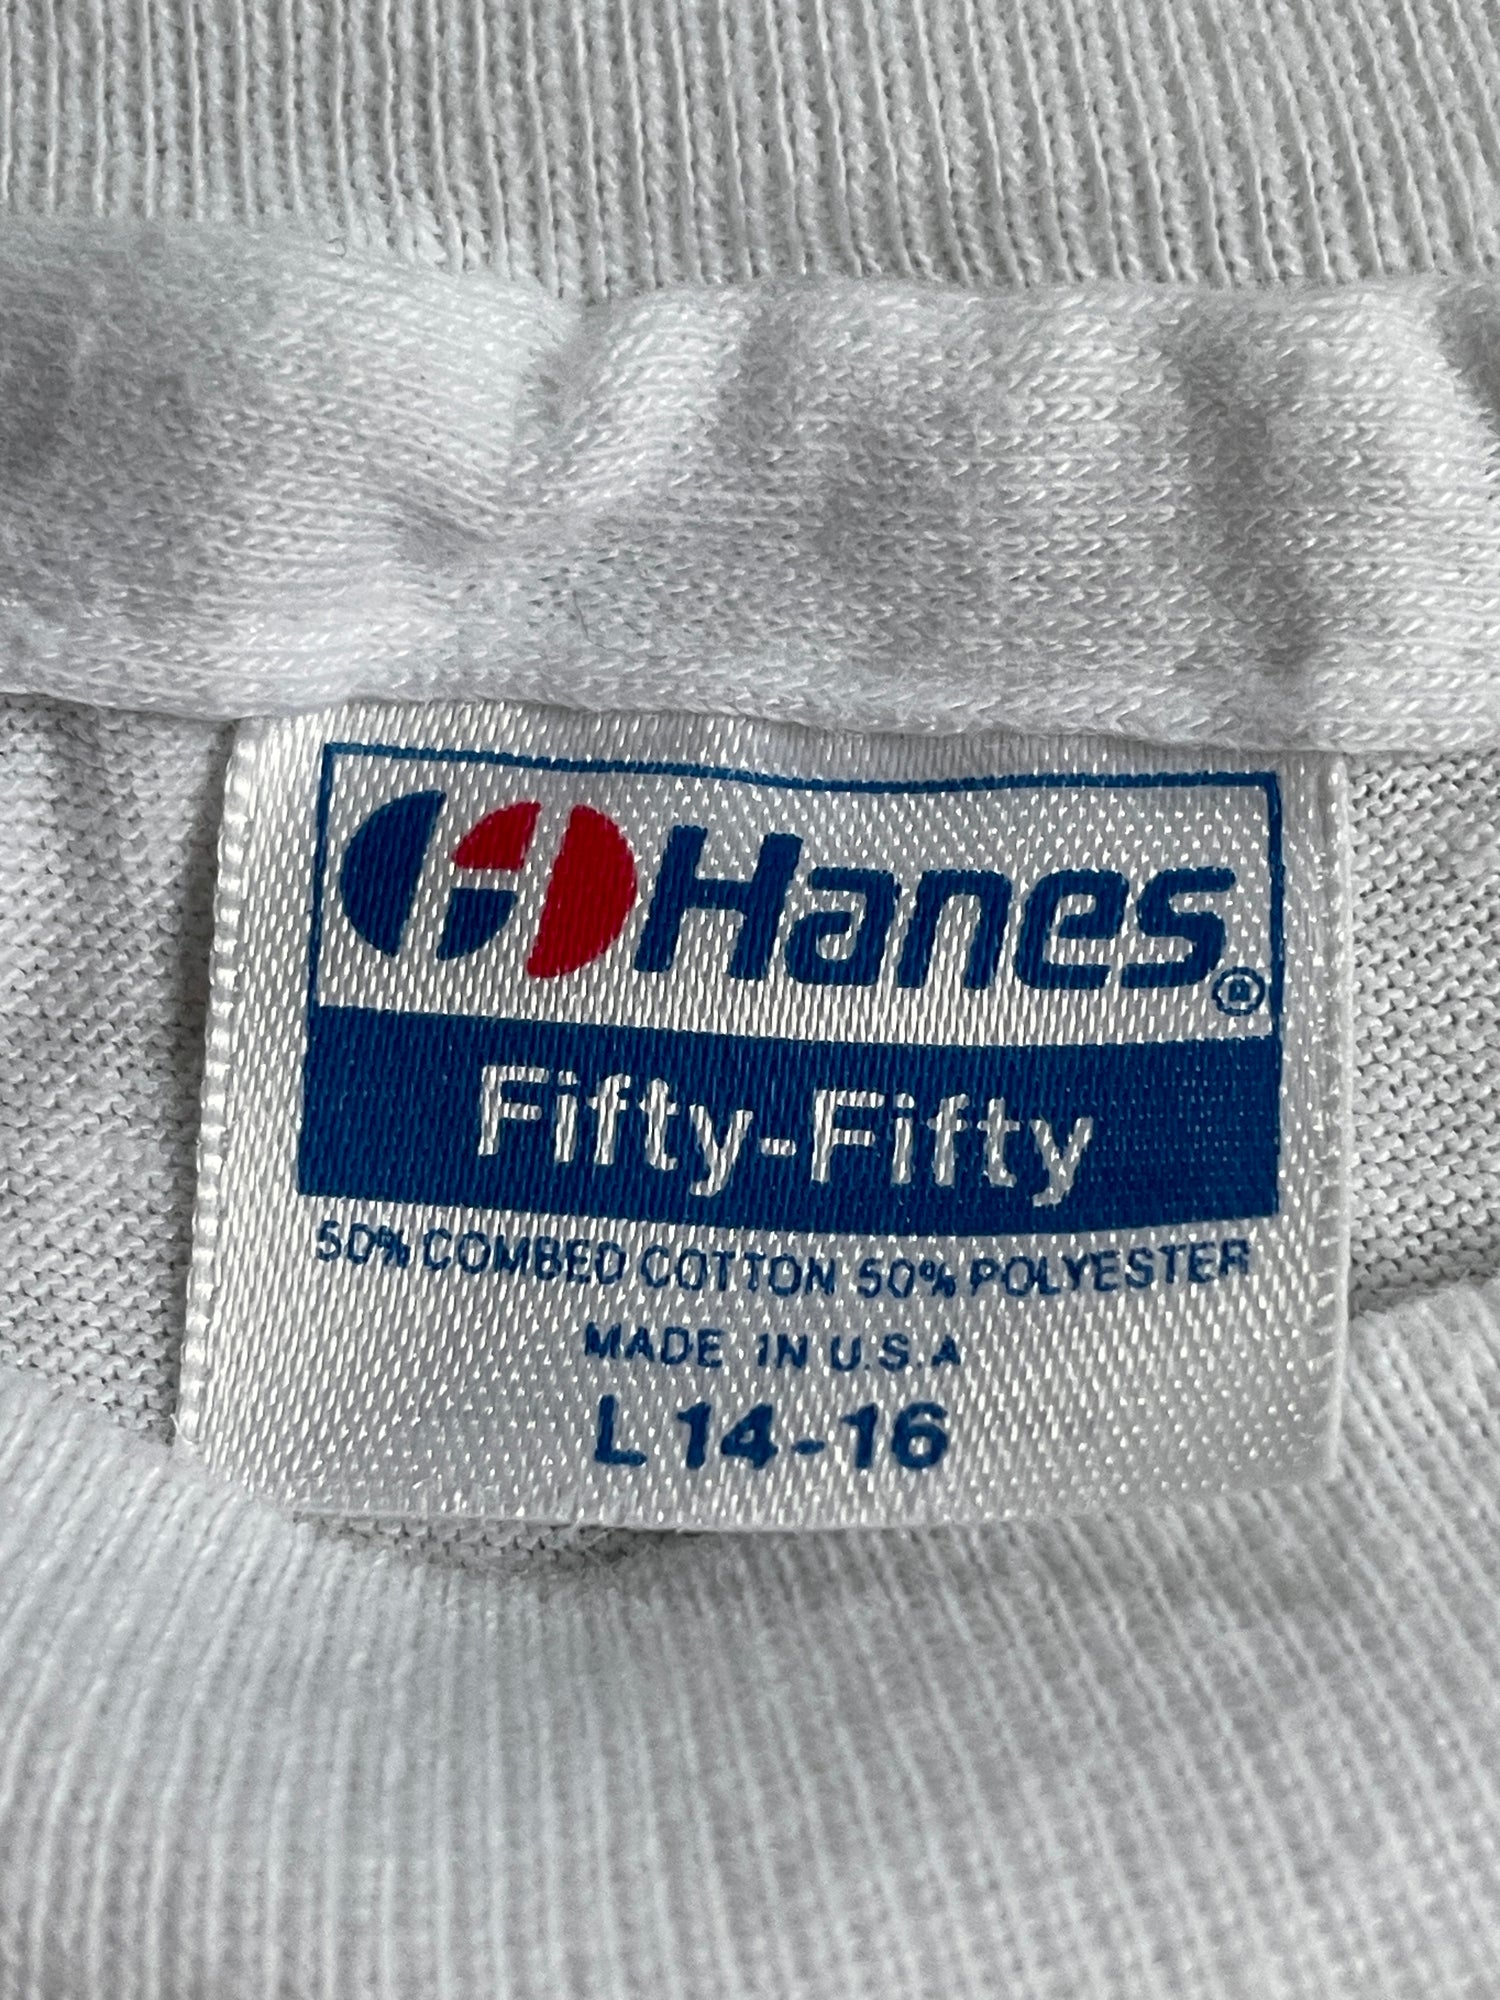 Hanes®
Fifty-Fifty
50% COMBED COTTON 50% POLYESTER
MADE IN U.S.A
L 14-16